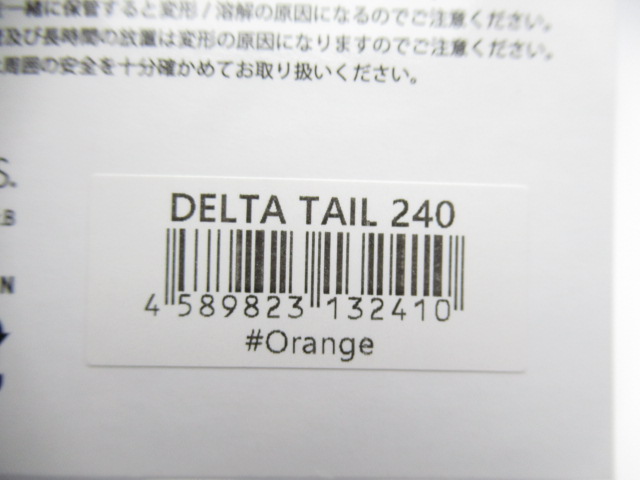 一緒に保管すると変形/溶解の原因になるのでご注意ください。
及び長時間の放置は変形の原因になりますのでご注意ください。
周囲の安全を十分確かめてお取り扱いください。
S.
.B
N
DELTA TAIL 240
4 589823 132410
#Orange